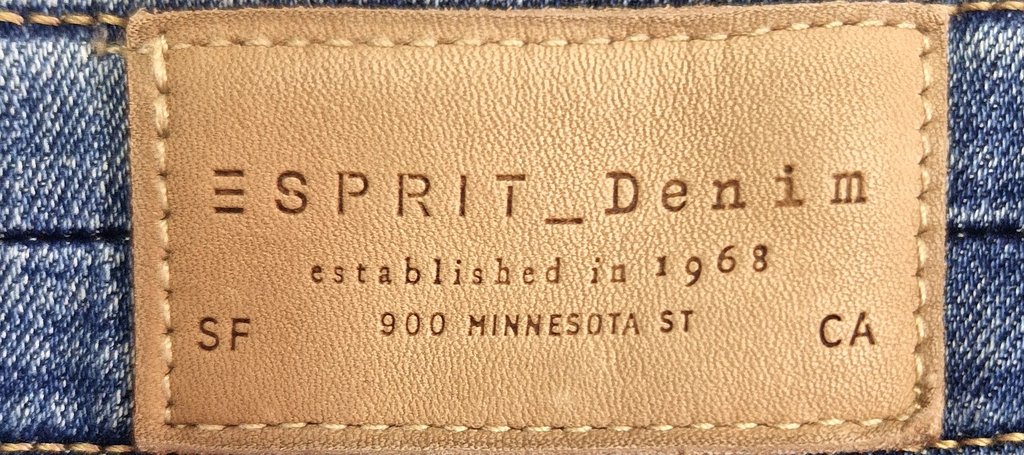 ESPRIT_Denim
established in 1968
SF 900 MINNESOTA ST CA